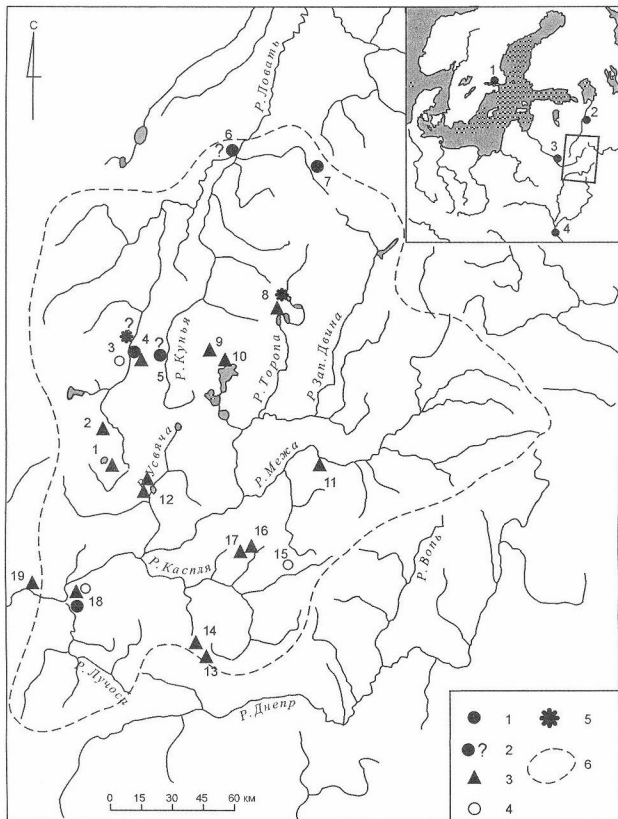 С
Р. Ловать
1
2
3
4
6
?
7
8
?
3
4
?
5
Р. Кунья
9
10
Р. Торопа
Р. Зап. Двина
2
1
Р. Усвяча
12
Р. Межа
11
17
16
15
Р. Каспля
Р. Вопь
19
18
14
13
Р. Лучоса
Р. Днепр
0 15 30 45 60 км
1
5
? 2
3
6
4